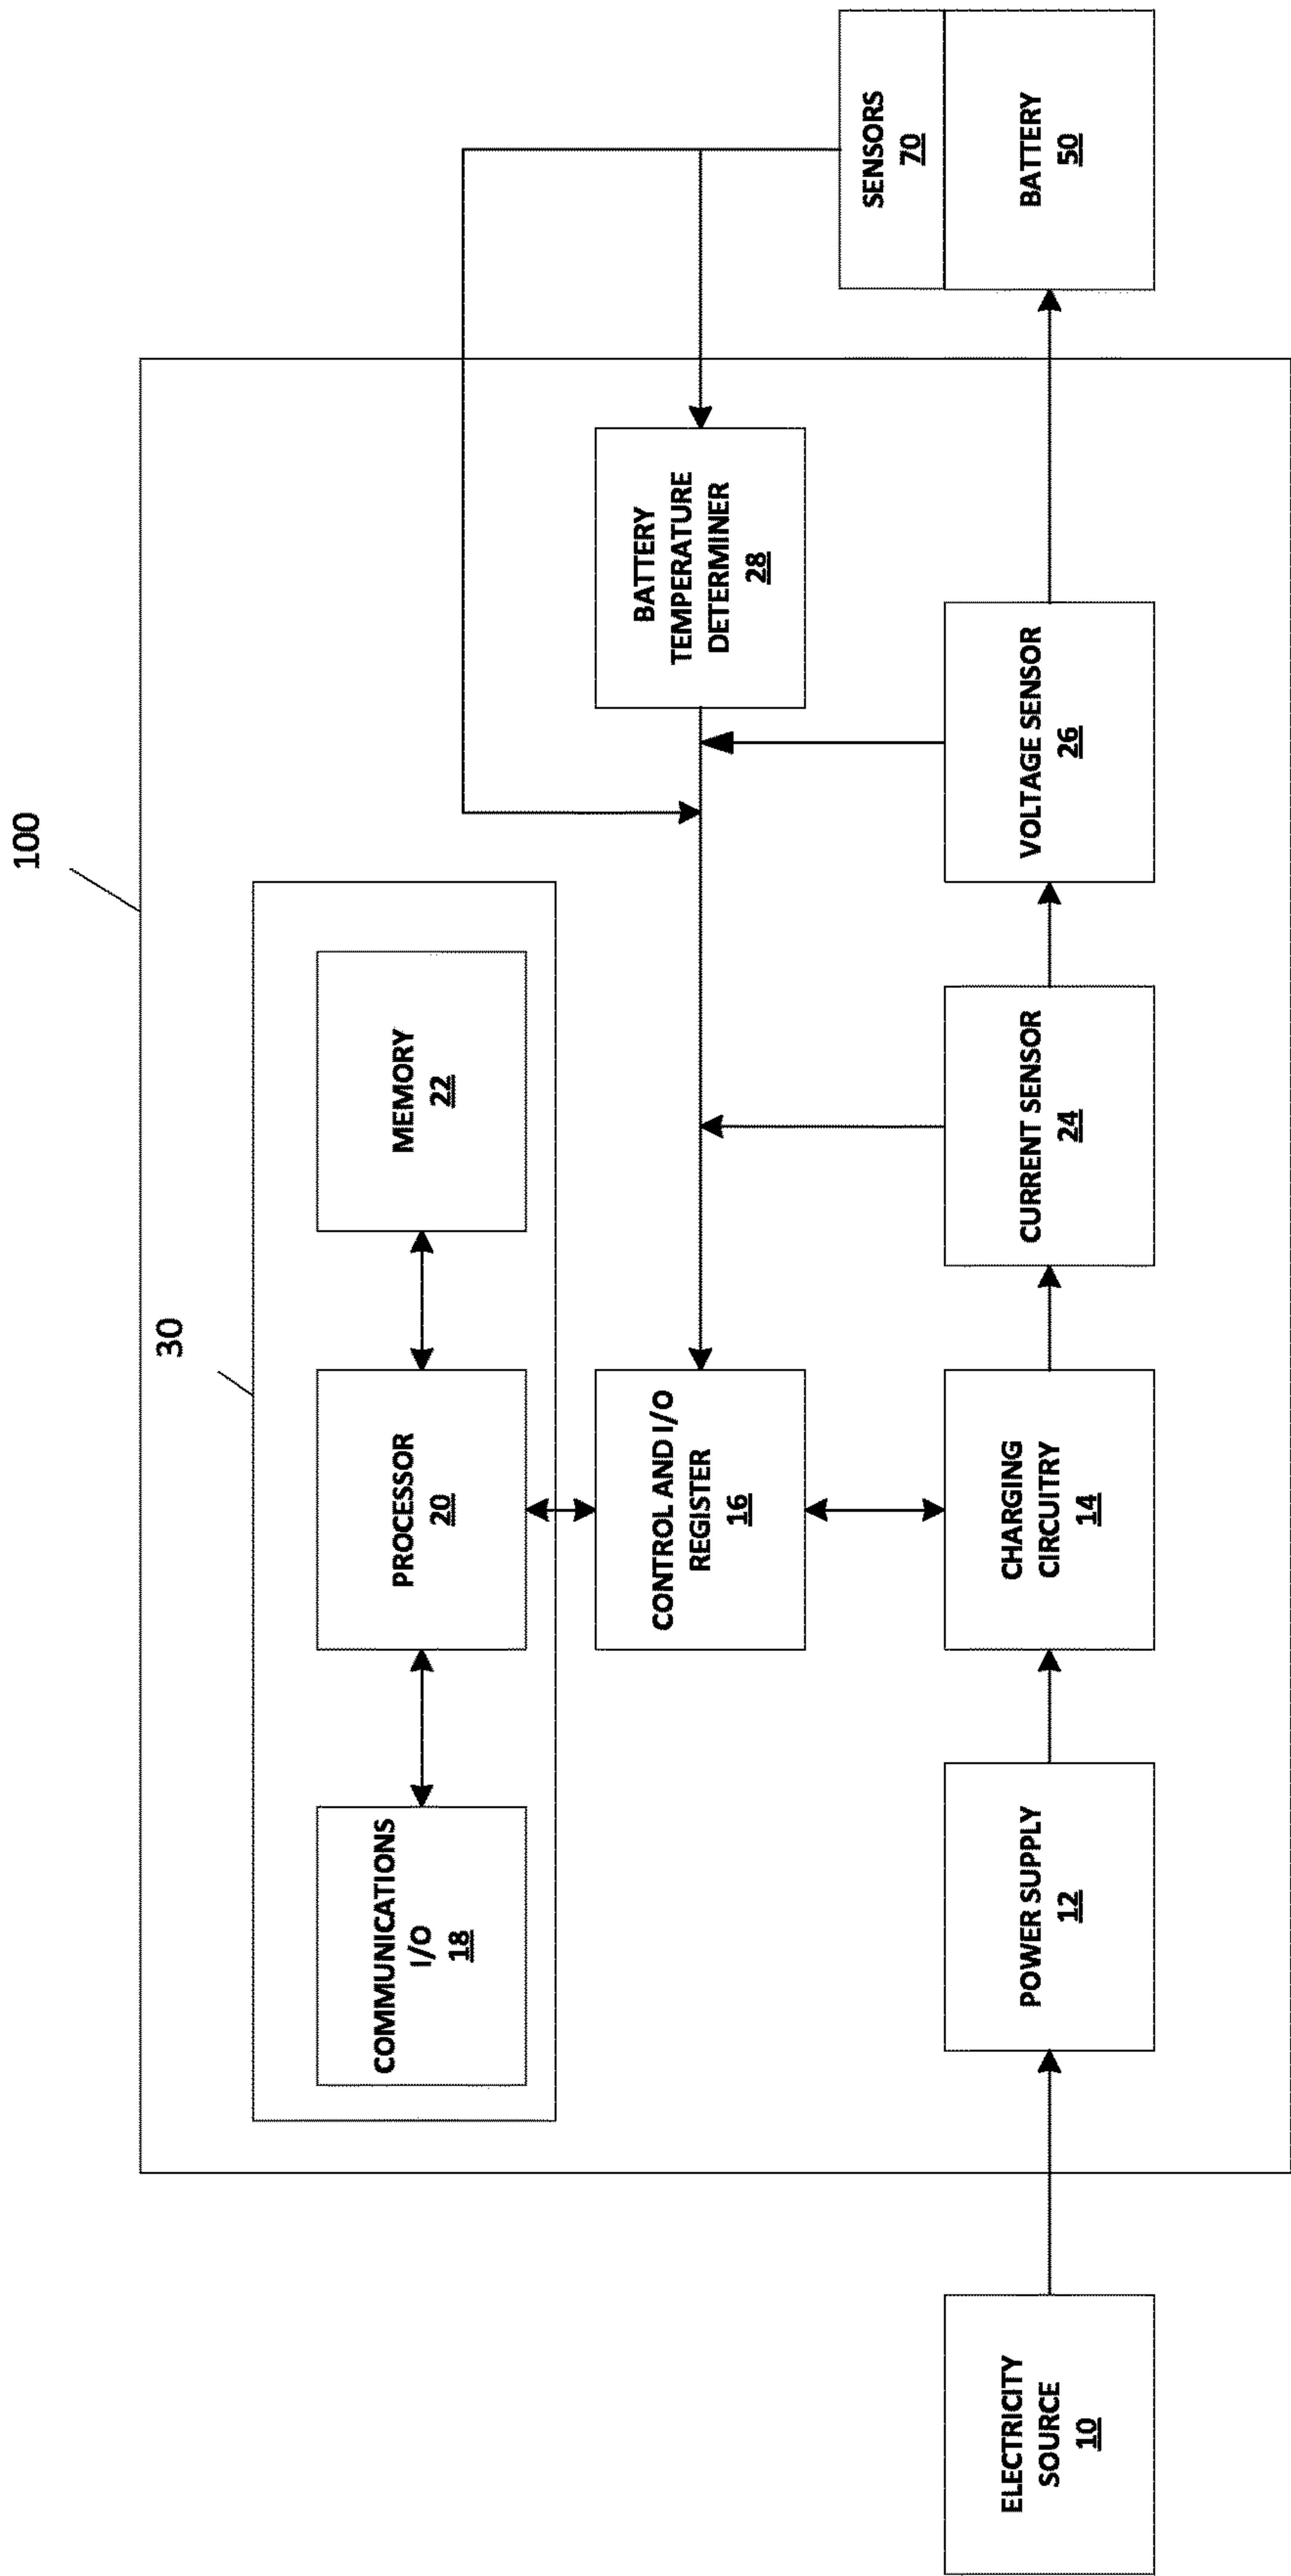 100
30
COMMUNICATIONS
I/O
18
PROCESSOR
20
MEMORY
22
CONTROL AND I/O
REGISTER
16
BATTERY
TEMPERATURE
DETERMINER
28
SENSORS
70
ELECTRICITY
SOURCE
10
POWER SUPPLY
12
CHARGING
CIRCUITRY
14
CURRENT SENSOR
24
VOLTAGE SENSOR
26
BATTERY
50